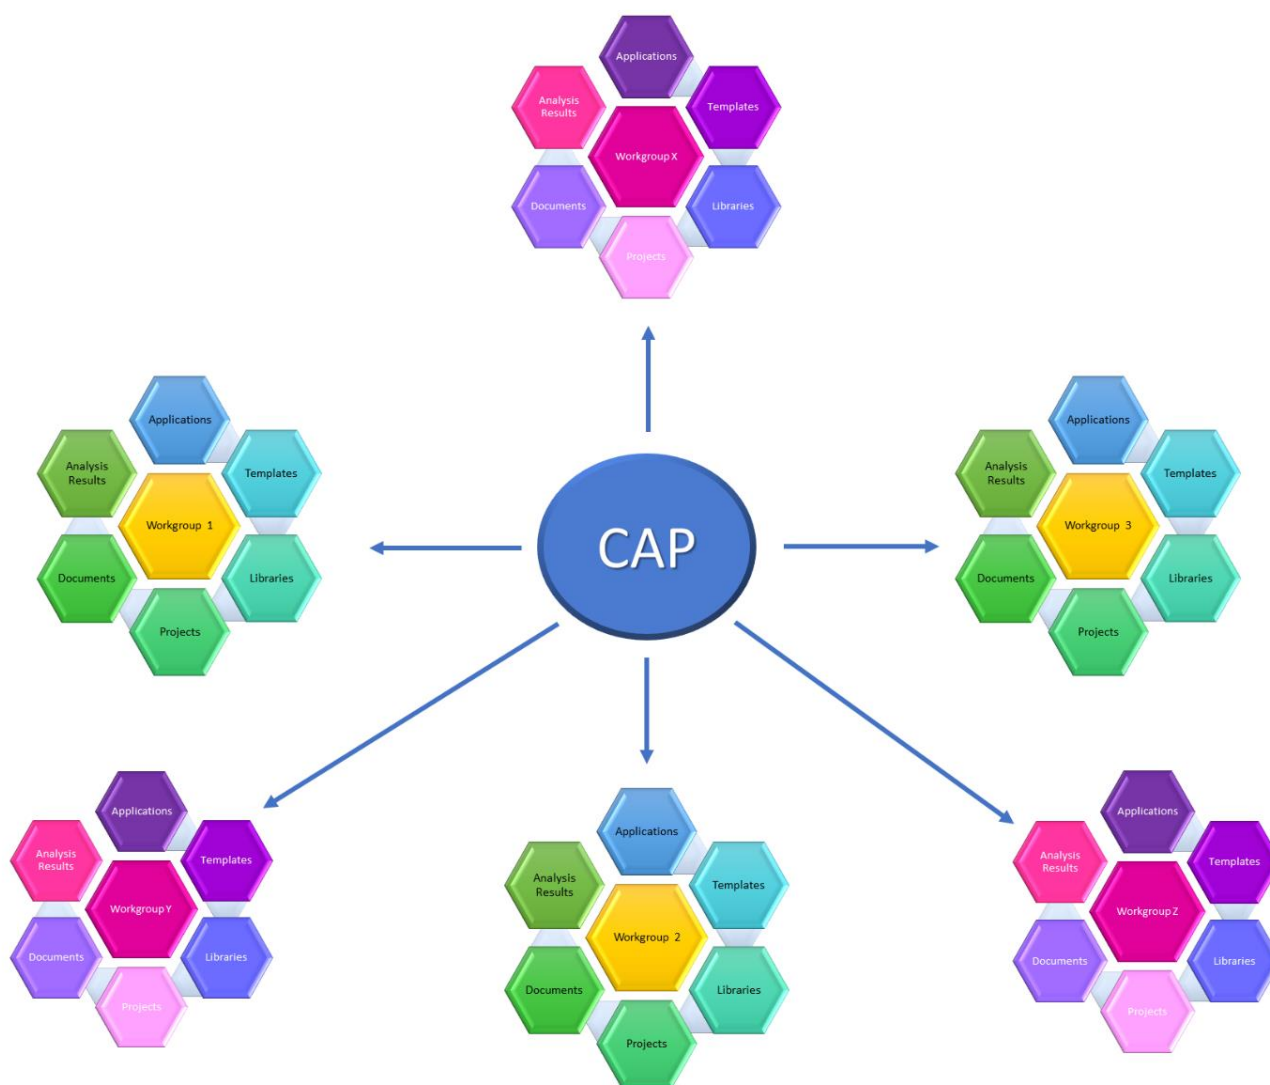 Applications
Analysis
Results
Templates
Workgroup X
Documents
Libraries
Projects
Applications
Analysis
Results
Templates
Workgroup 1
Documents
Libraries
Projects
CAP
Applications
Analysis
Results
Templates
Workgroup 3
Documents
Libraries
Projects
Applications
Analysis
Results
Templates
Workgroup Y
Documents
Libraries
Projects
Applications
Analysis
Results
Templates
Workgroup 2
Documents
Libraries
Projects
Applications
Analysis
Results
Templates
Workgroup Z
Documents
Libraries
Projects